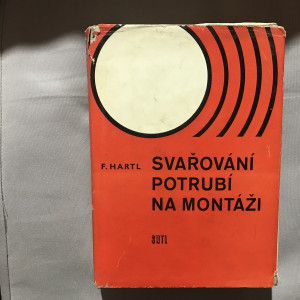 F. HARTL
SVAŘOVÁNÍ
POTRUBÍ
NA MONTÁŽI
SNTL